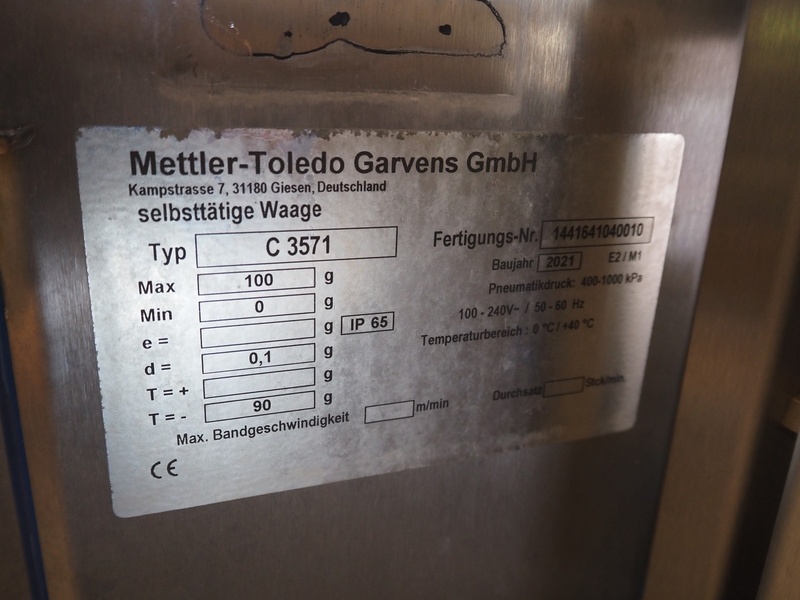 Mettler-Toledo Garvens GmbH
Kampstrasse 7, 31180 Giesen, Deutschland
selbsttätige Waage
Typ C 3571
Fertigungs-Nr. 1441641040010
Max 100 g
Baujahr 2021 E2 / M1
Min 0 g
Pneumatikdruck: 400-1000 kPa
e = g IP 65
100 - 240V~ / 50 - 60 Hz
d = 0,1 g
Temperaturbereich : 0 °C / +40 °C
T = + g
T = - 90 g
Max. Bandgeschwindigkeit m/min
Durchsatz Stck/min.
CE